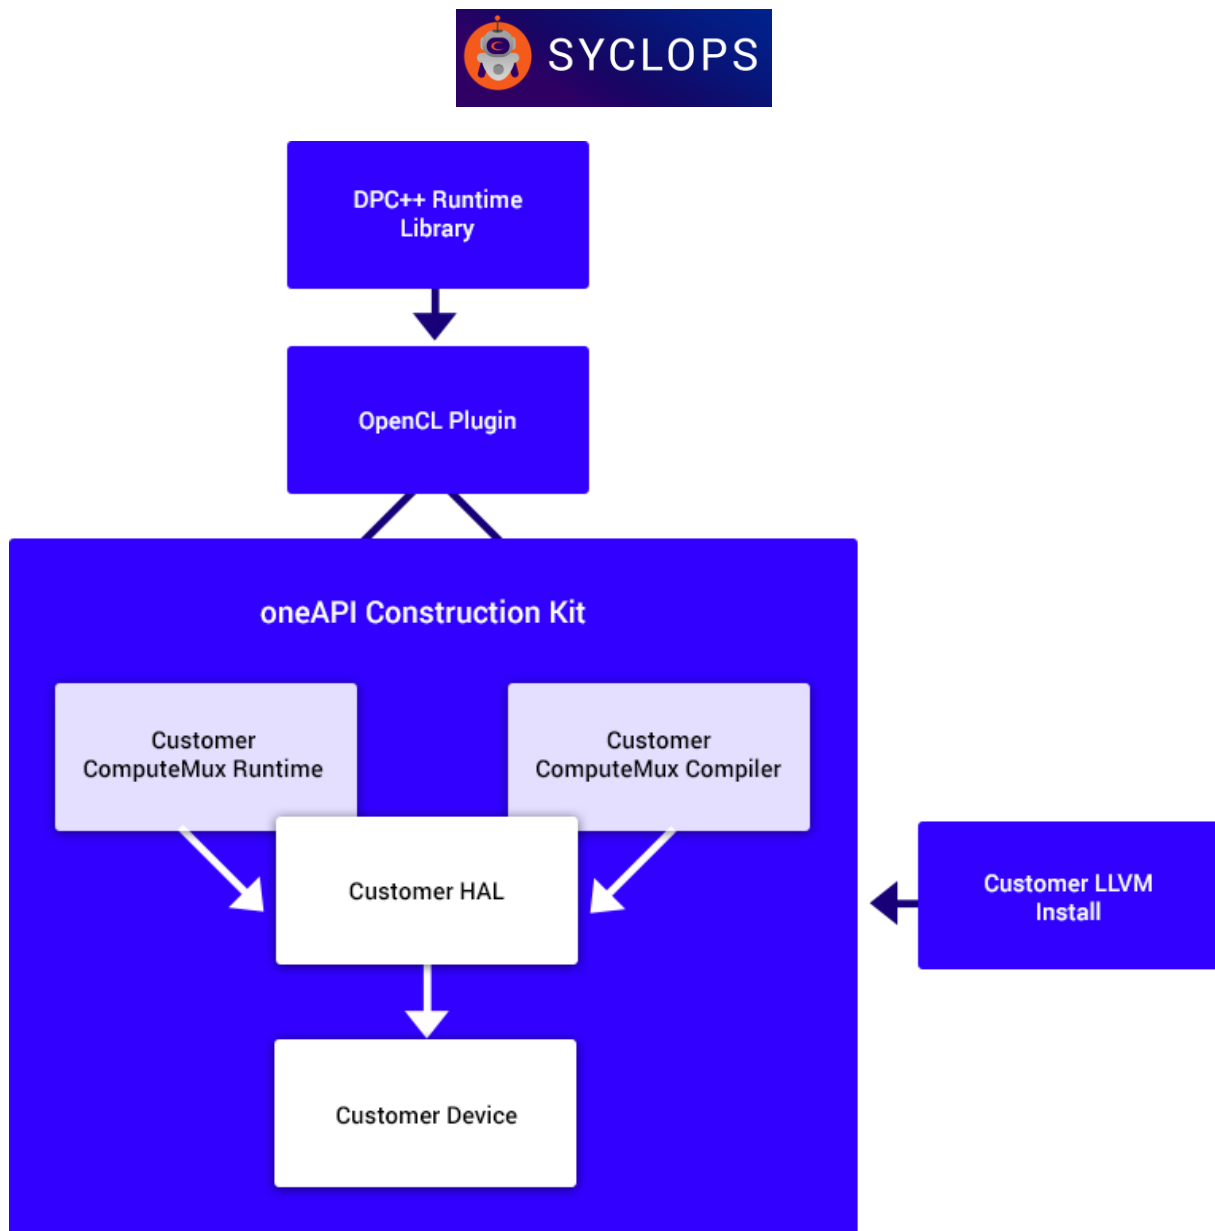 SYCLOPS
DPC++ Runtime
Library
OpenCL Plugin
oneAPI Construction Kit
Customer
ComputeMux Runtime
Customer
ComputeMux Compiler
Customer HAL
Customer LLVM
Install
Customer Device